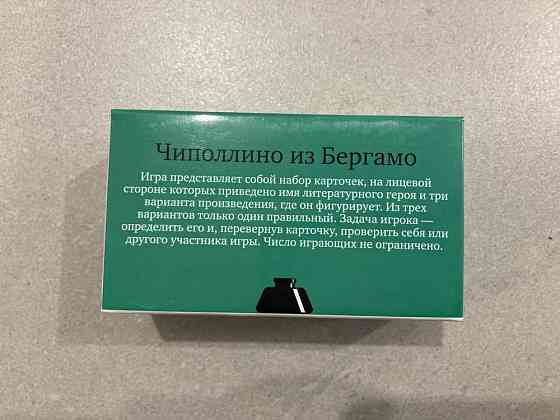 Чиполлино из Бергамо
Игра представляет собой набор карточек, на лицевой
стороне которых приведено имя литературного героя и три
варианта произведения, где он фигурирует. Из трех
вариантов только один правильный. Задача игрока —
определить его и, перевернув карточку, проверить себя или
другого участника игры. Число играющих не ограничено.